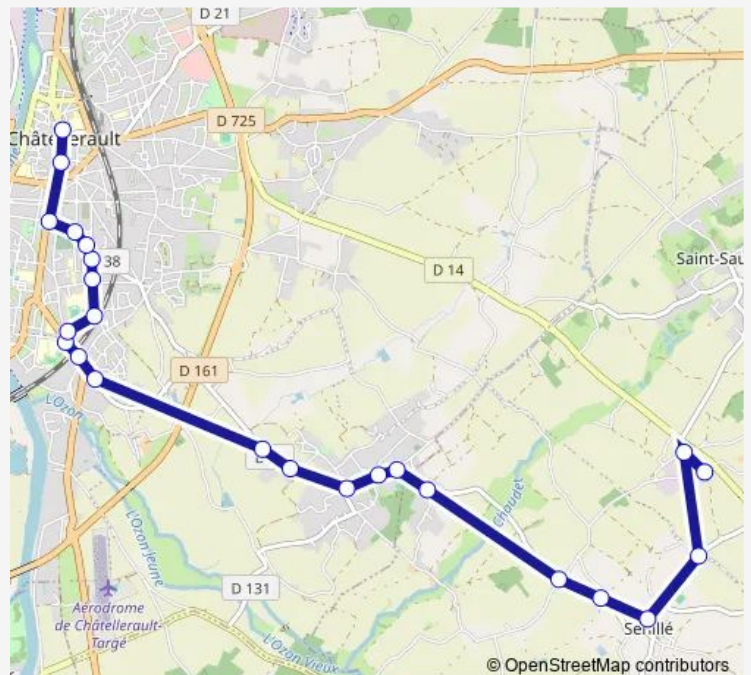 D 21
Châtellerault
D 725
38
Saint-Sau
D 14
D 161
L'Ozon
Chaudet
L'Ozon jeune
D 131
Aérodrome
de Châtellerault-
Targé
L'Ozon Vieux
Senillé
© OpenStreetMap contributors